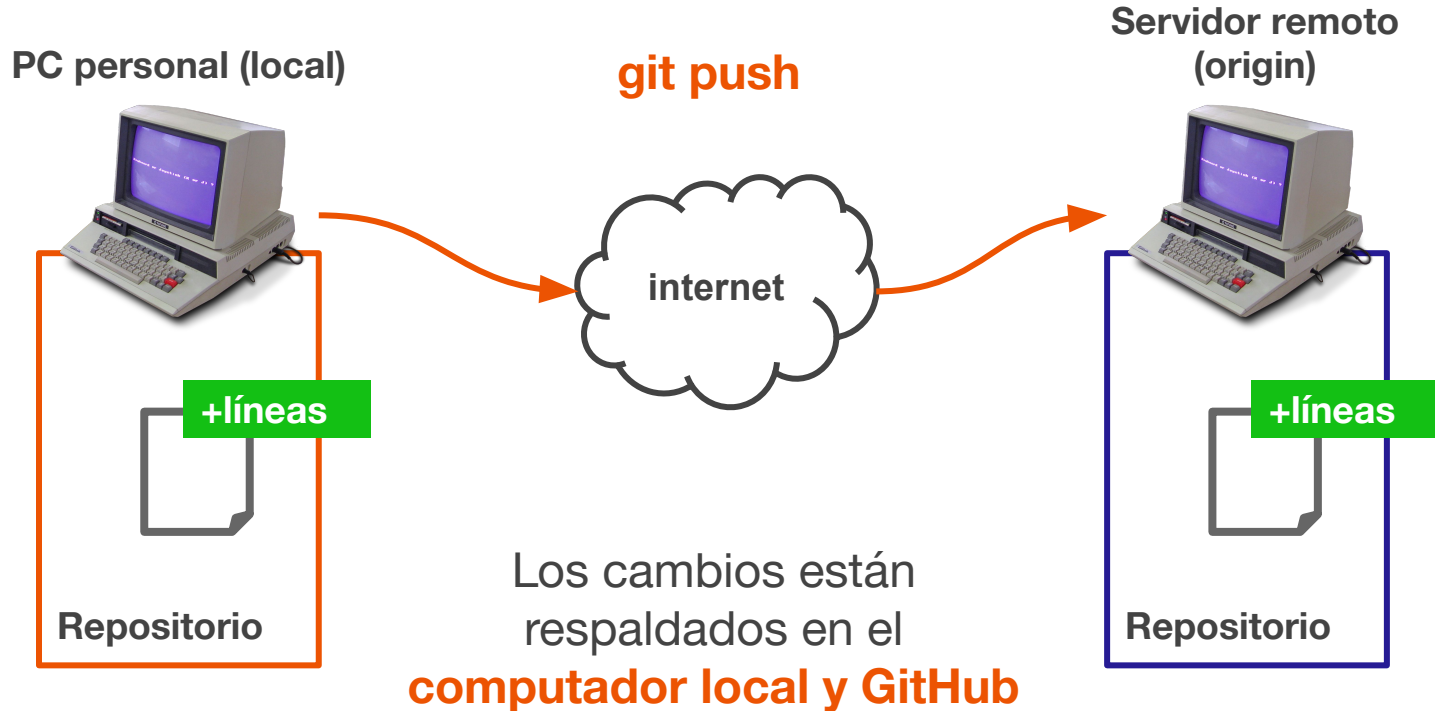 PC personal (local)
git push
Servidor remoto
(origin)
internet
+líneas
+líneas
Repositorio
Repositorio
Los cambios están
respaldados en el
computador local y GitHub